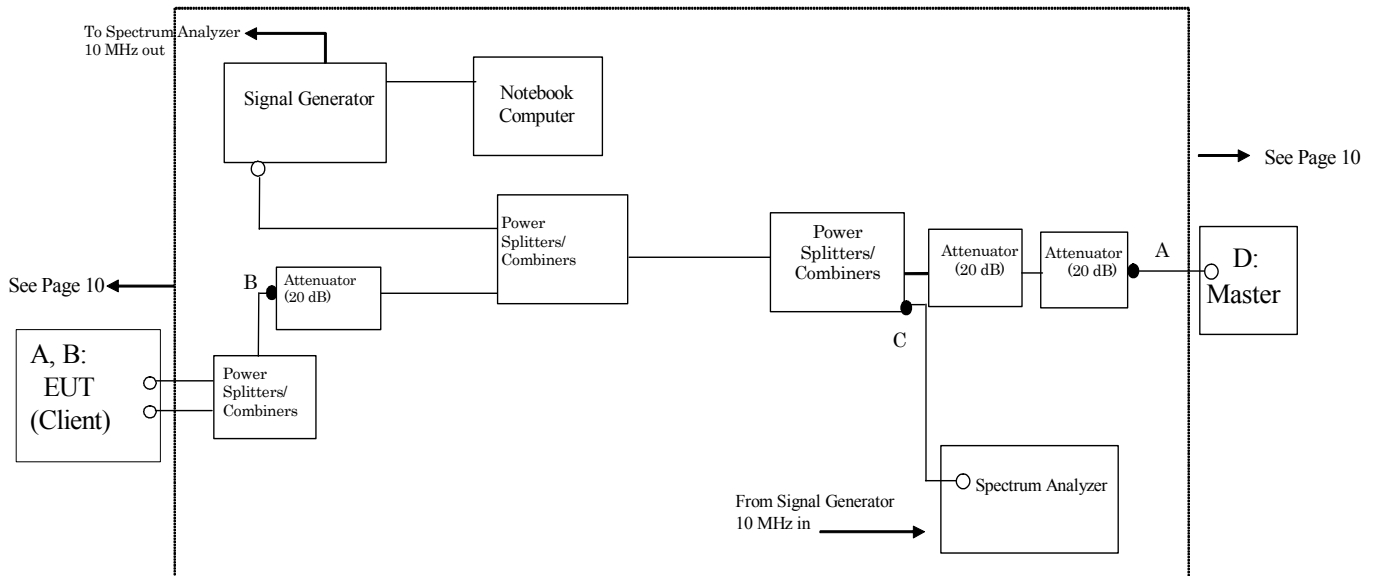 To Spectrum Analyzer
10 MHz out
Signal Generator
Notebook
Computer
See Page 10
Power
Splitters/
Combiners
Power
Splitters/
Combiners
Attenuator
(20 dB)
Attenuator
(20 dB)
A
D:
Master
See Page 10
B
Attenuator
(20 dB)
C
A, B:
EUT
(Client)
Power
Splitters/
Combiners
From Signal Generator
10 MHz in
Spectrum Analyzer